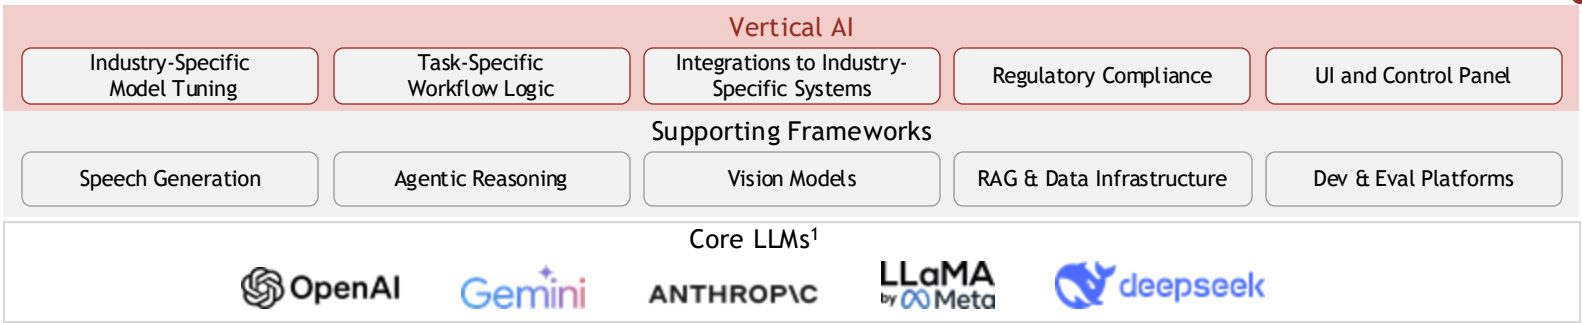 Vertical AI
Industry-Specific
Model Tuning
Task-Specific
Workflow Logic
Integrations to Industry-
Specific Systems
Regulatory Compliance
UI and Control Panel
Supporting Frameworks
Speech Generation
Agentic Reasoning
Vision Models
RAG & Data Infrastructure
Dev & Eval Platforms
Core LLMs¹
OpenAI
Gemini
ANTHROP\C
LLaMA
by Meta
deepseek